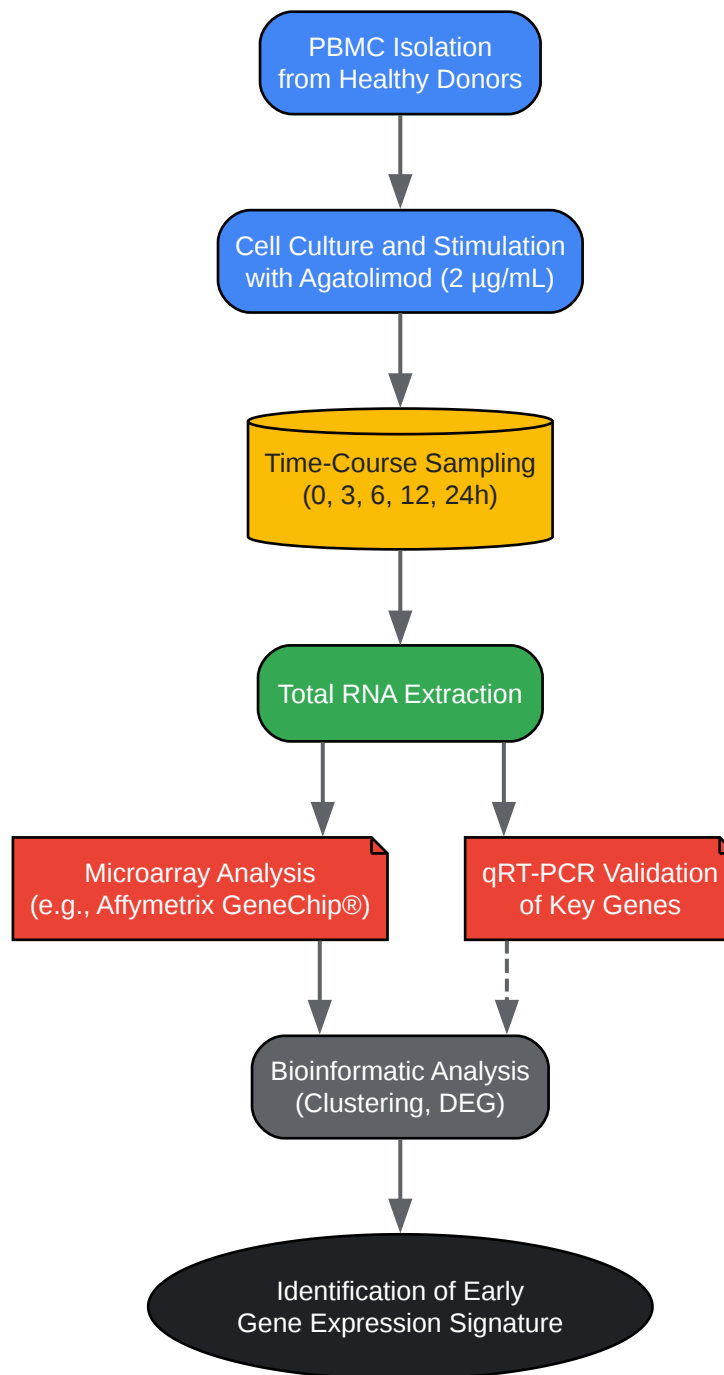 PBMC Isolation
from Healthy Donors
Cell Culture and Stimulation
with Agatolimod (2 µg/mL)
Time-Course Sampling
(0, 3, 6, 12, 24h)
Total RNA Extraction
Microarray Analysis
(e.g., Affymetrix GeneChip®)
qRT-PCR Validation
of Key Genes
Bioinformatic Analysis
(Clustering, DEG)
Identification of Early
Gene Expression Signature